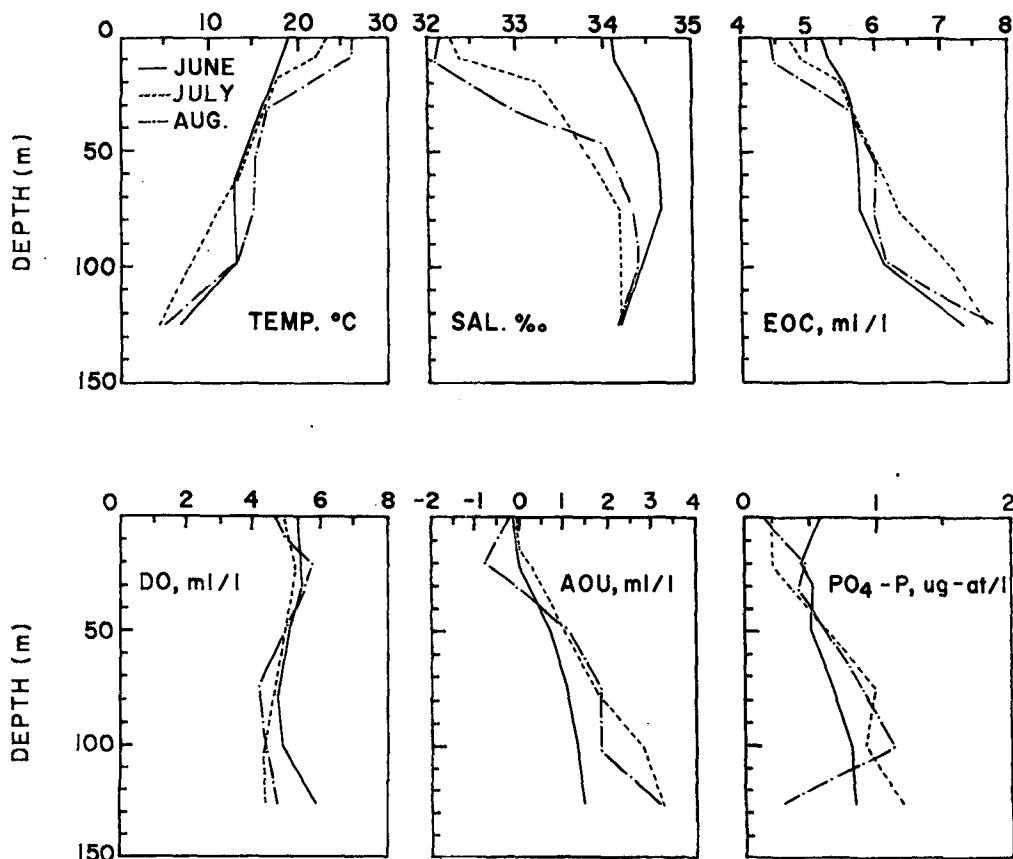 0 10 20 30 32 33 34 35 4 5 6 7 8
JUNE
JULY
AUG.
50
100
150
DEPTH (m)
TEMP. °C
SAL. ‰
EOC, ml/l
0 2 4 6 8 -2 -1 0 1 2 3 4 0 1 2
0
50
100
150
DEPTH (m)
DO, ml/l
AOU, ml/l
PO4-P, ug-at/l